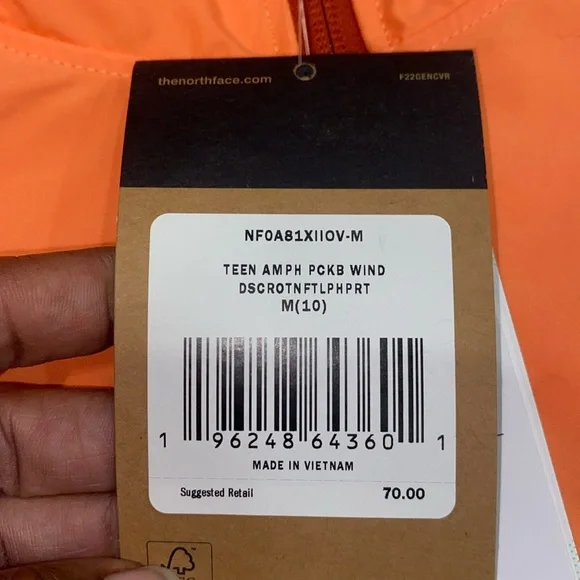 thenorthface.com F22GENCVR
NF0A81XIIOV-M
TEEN AMPH PCKB WIND
DSCROTNFTLPHPRT
M(10)
1 96248 64360 1
MADE IN VIETNAM
Suggested Retail 70.00